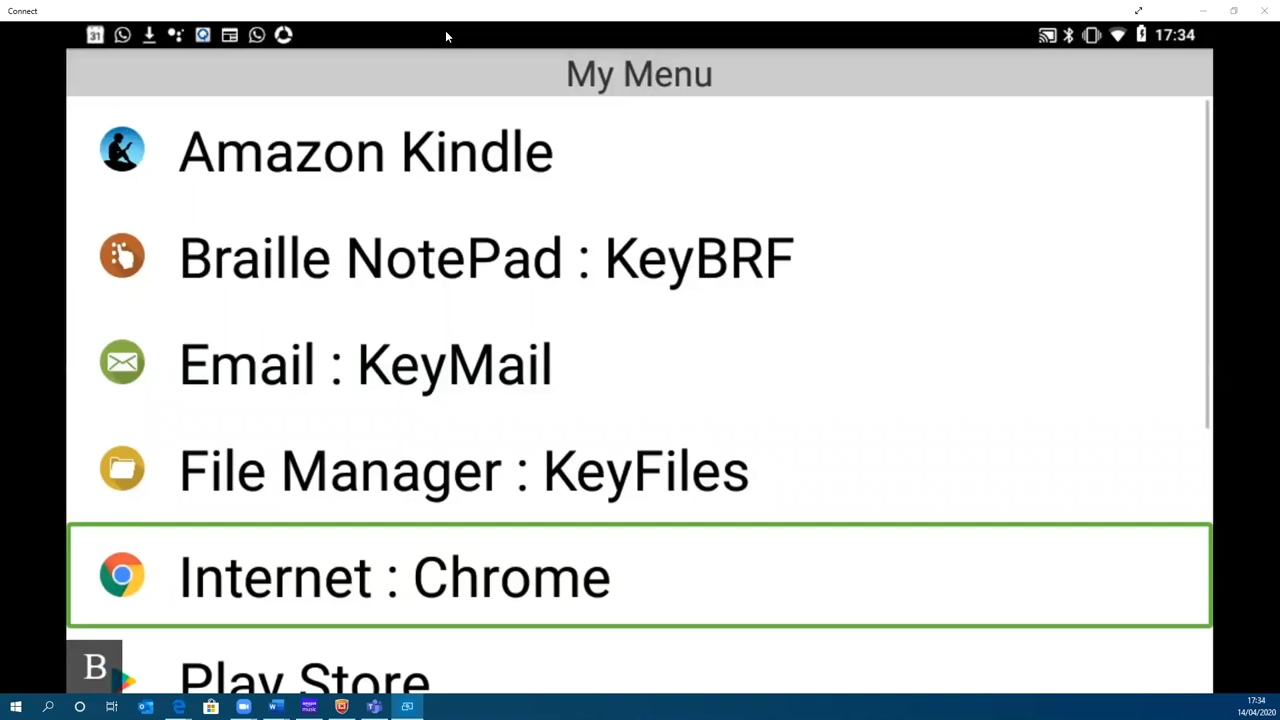 Connect
31
17:34
My Menu
Amazon Kindle
Braille NotePad : KeyBRF
Email : KeyMail
File Manager : KeyFiles
Internet : Chrome
B
Play Store
17:34
14/04/2020